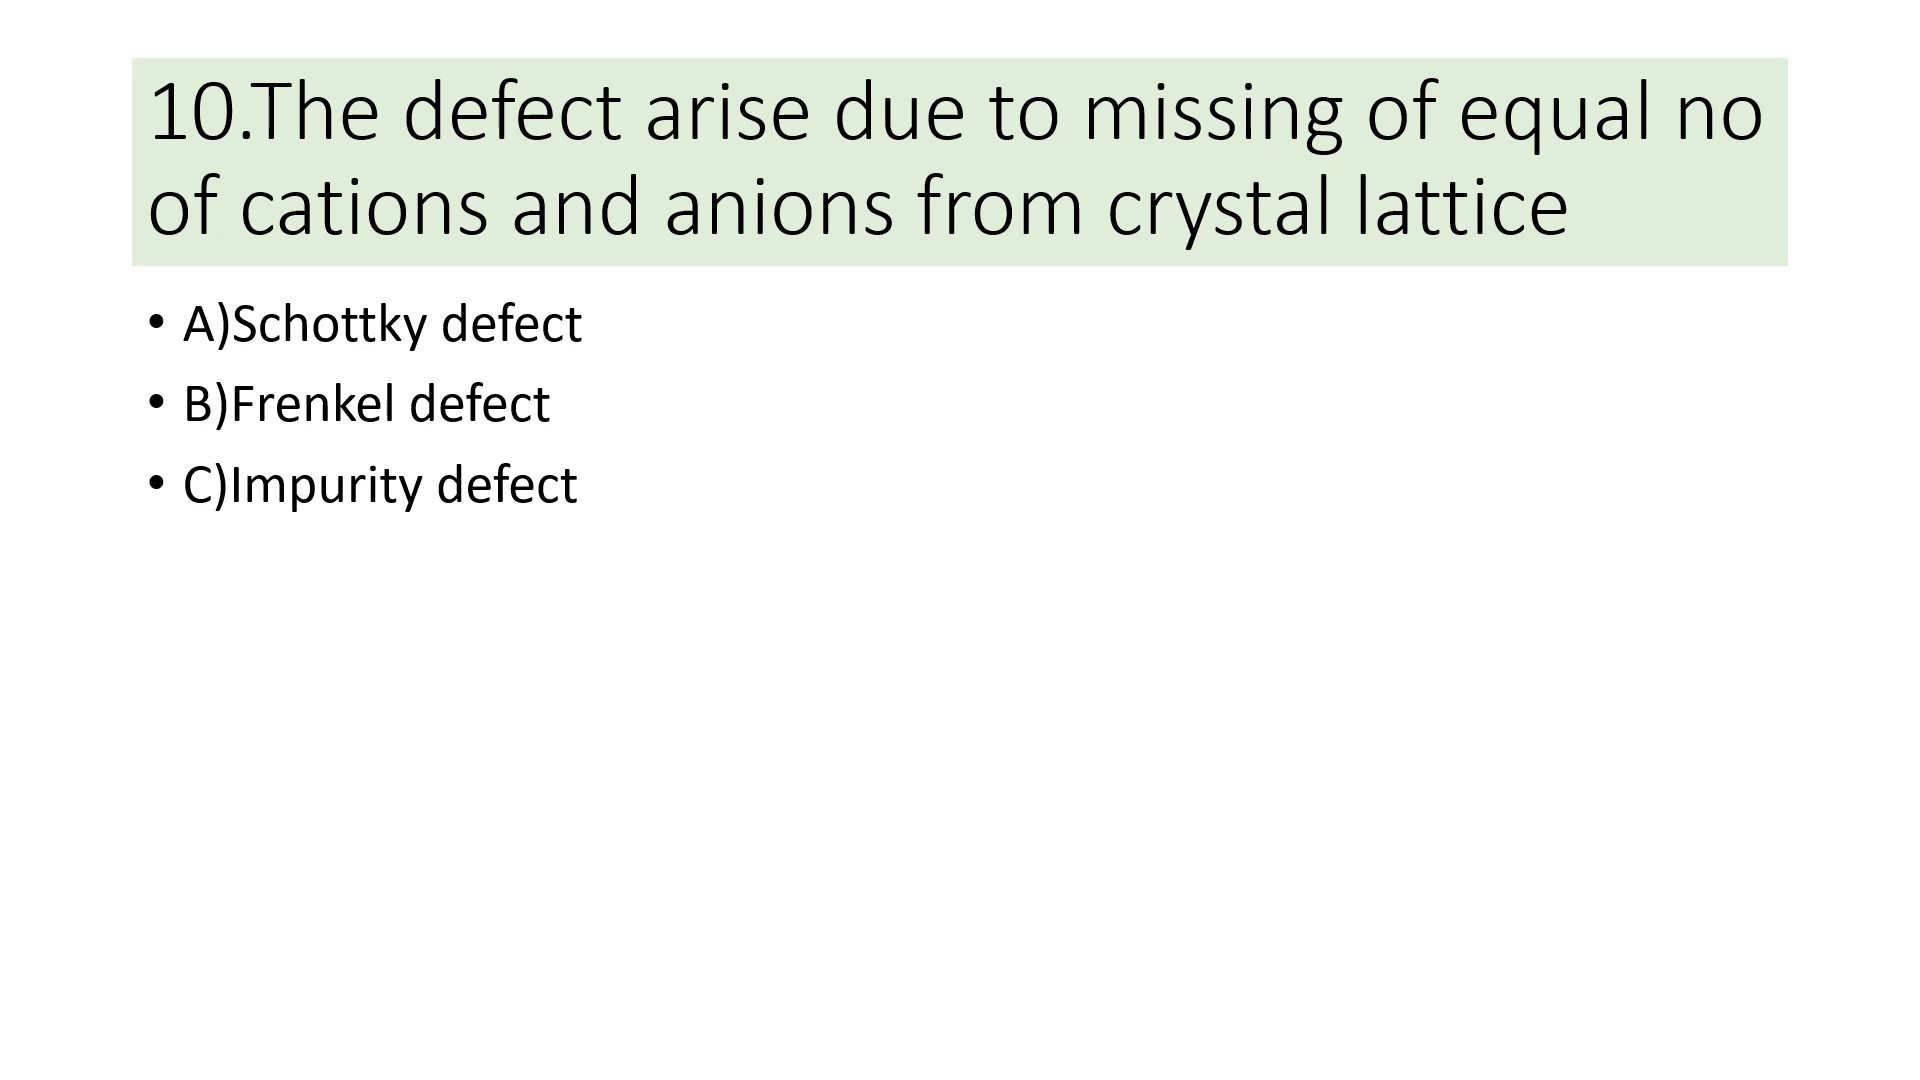 10.The defect arise due to missing of equal no
of cations and anions from crystal lattice
• A)Schottky defect
• B)Frenkel defect
• C)Impurity defect